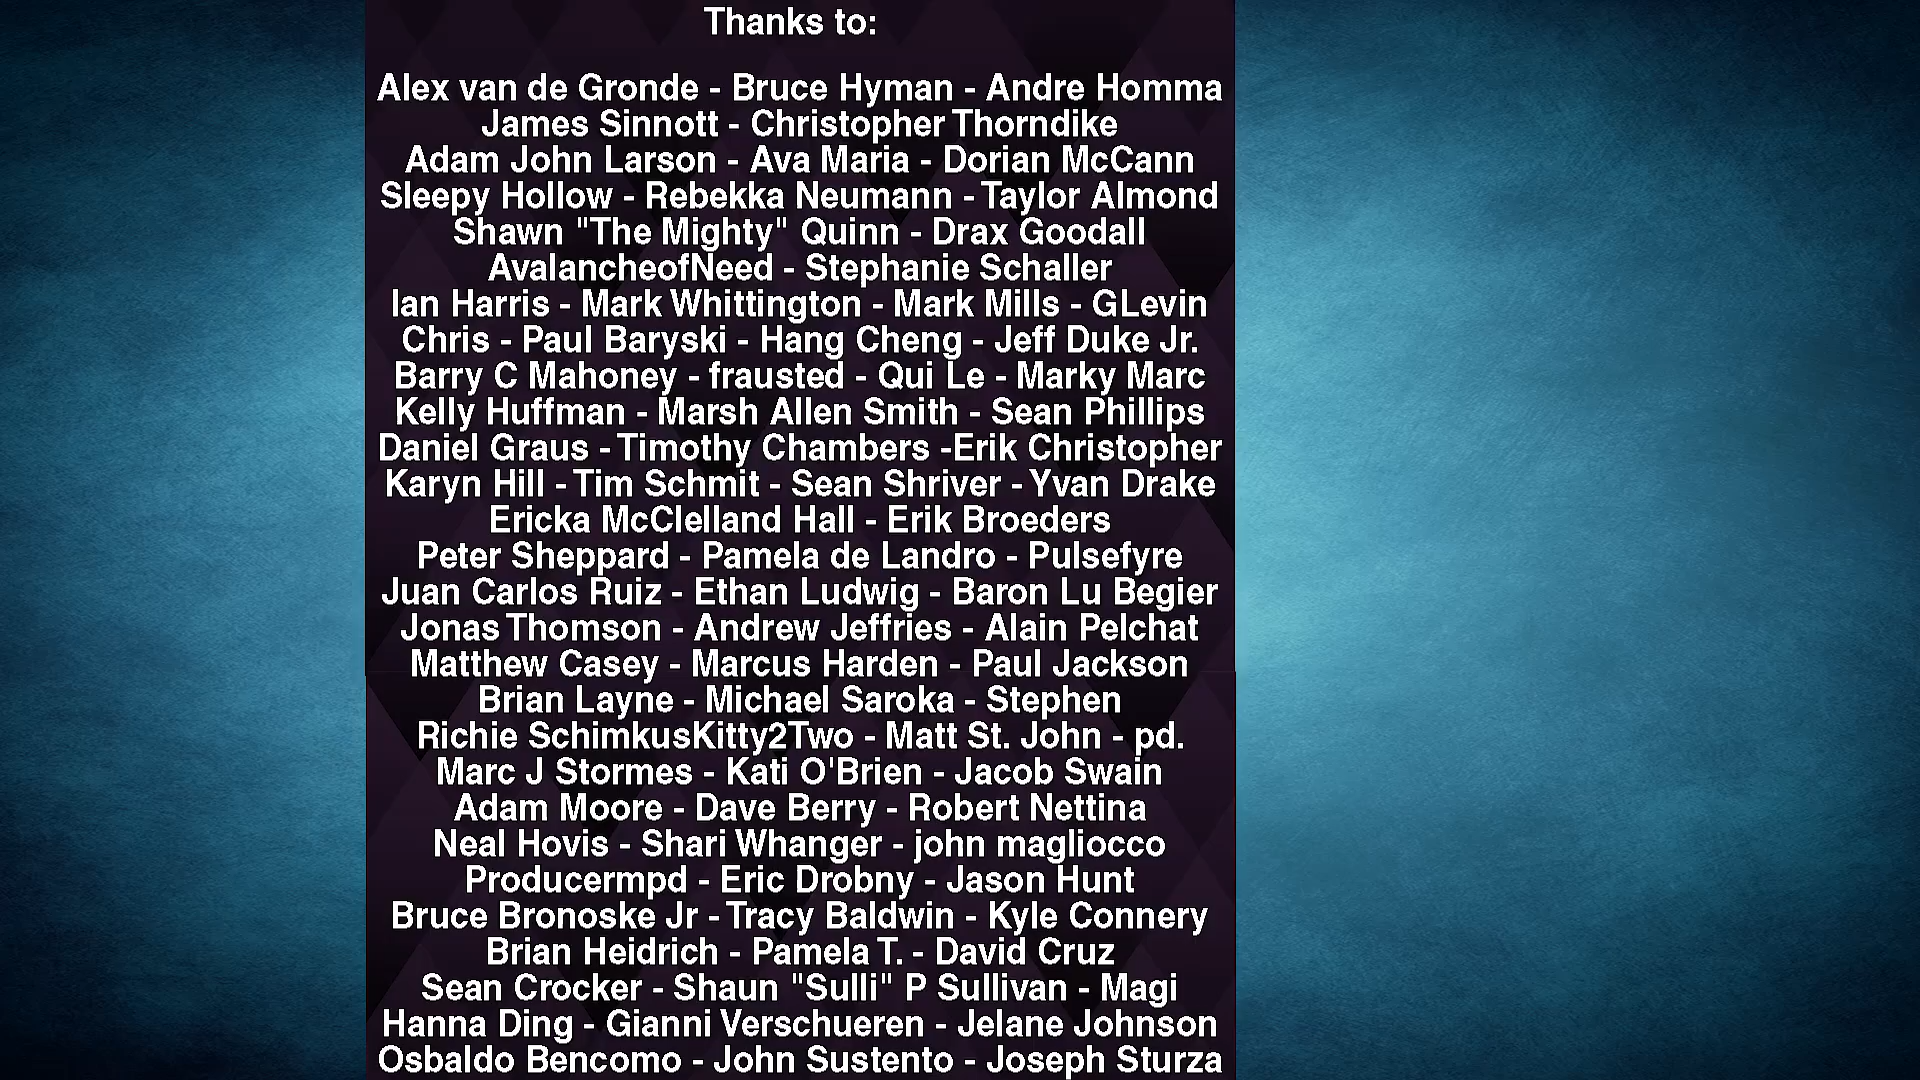 Thanks to:
Alex van de Gronde - Bruce Hyman - Andre Homma
James Sinnott - Christopher Thorndike
Adam John Larson - Ava Maria - Dorian McCann
Sleepy Hollow - Rebekka Neumann - Taylor Almond
Shawn "The Mighty" Quinn - Drax Goodall
AvalancheofNeed - Stephanie Schaller
Ian Harris - Mark Whittington - Mark Mills - GLevin
Chris - Paul Baryski - Hang Cheng - Jeff Duke Jr.
Barry C Mahoney - frausted - Qui Le - Marky Marc
Kelly Huffman - Marsh Allen Smith - Sean Phillips
Daniel Graus - Timothy Chambers -Erik Christopher
Karyn Hill - Tim Schmit - Sean Shriver - Yvan Drake
Ericka McClelland Hall - Erik Broeders
Peter Sheppard - Pamela de Landro - Pulsefyre
Juan Carlos Ruiz - Ethan Ludwig - Baron Lu Begier
Jonas Thomson - Andrew Jeffries - Alain Pelchat
Matthew Casey - Marcus Harden - Paul Jackson
Brian Layne - Michael Saroka - Stephen
Richie SchimkusKitty2Two - Matt St. John - pd.
Marc J Stormes - Kati O'Brien - Jacob Swain
Adam Moore - Dave Berry - Robert Nettina
Neal Hovis - Shari Whanger - john magliocco
Producermpd - Eric Drobny - Jason Hunt
Bruce Bronoske Jr - Tracy Baldwin - Kyle Connery
Brian Heidrich - Pamela T. - David Cruz
Sean Crocker - Shaun "Sulli" P Sullivan - Magi
Hanna Ding - Gianni Verschueren - Jelane Johnson
Osbaldo Bencomo - John Sustento - Joseph Sturza